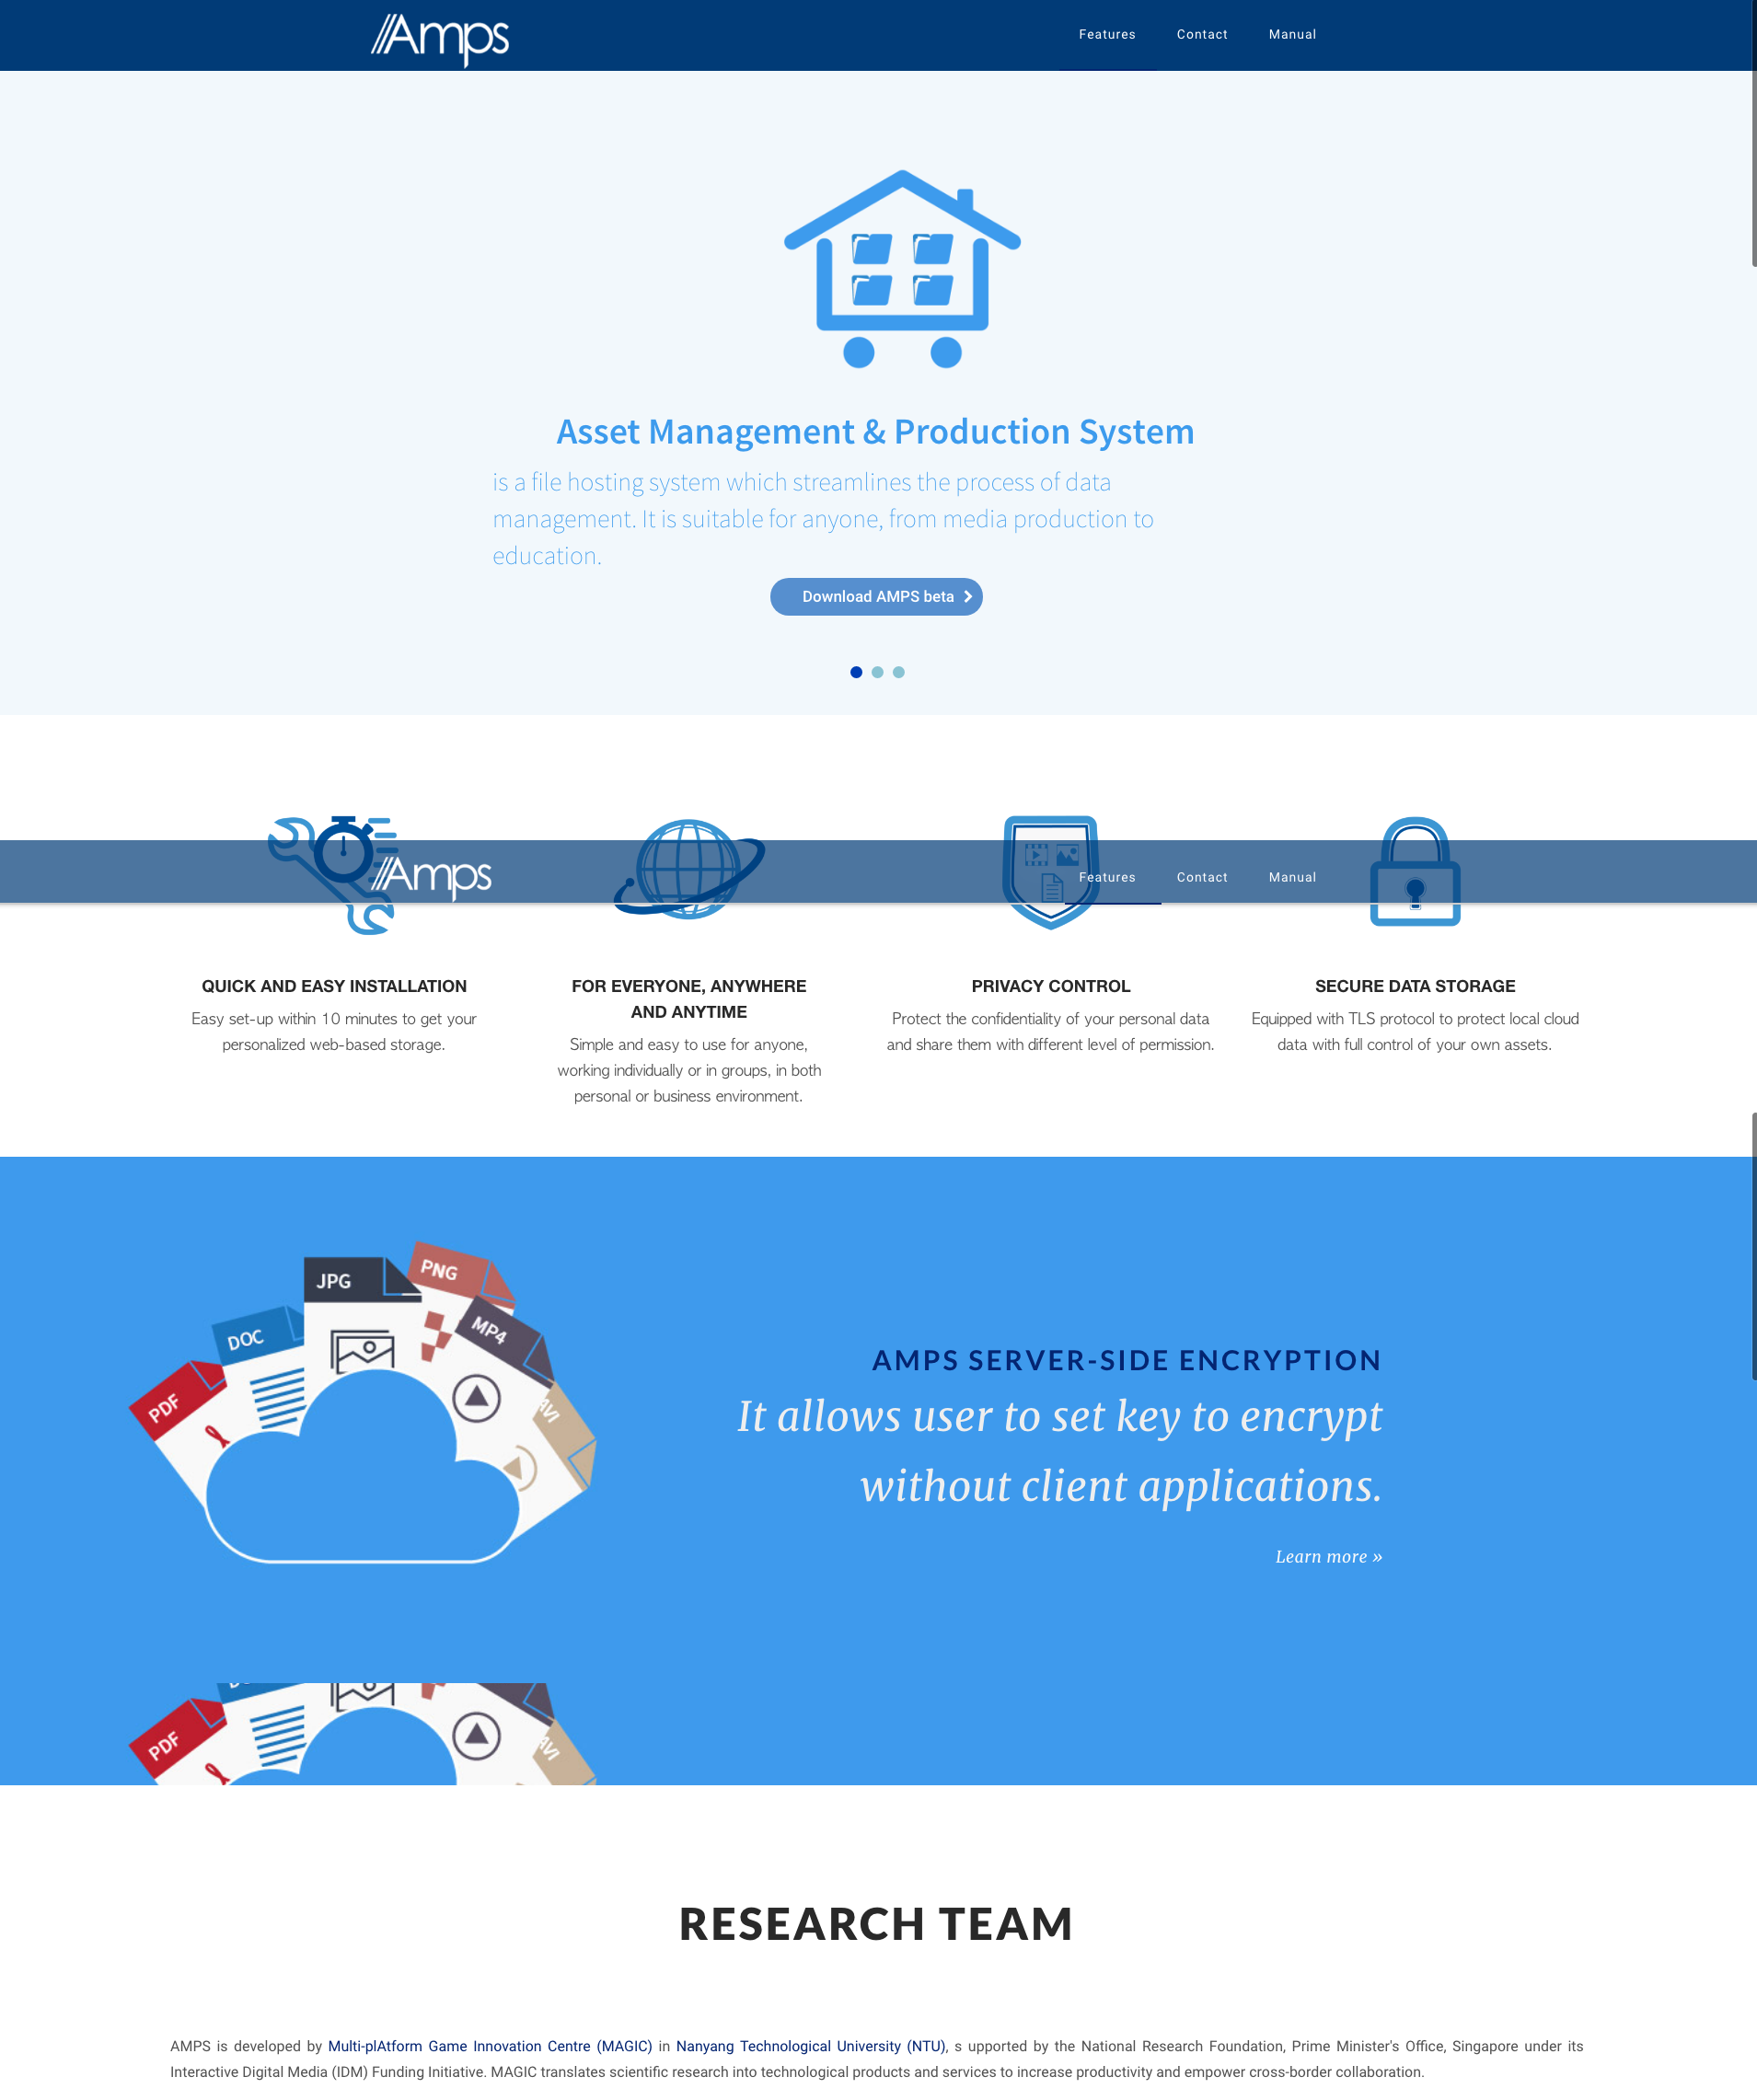 Amps
Features Contact Manual
Asset Management & Production System
is a file hosting system which streamlines the process of data
management. It is suitable for anyone, from media production to
education.
Download AMPS beta
Amps
Features Contact Manual
QUICK AND EASY INSTALLATION
Easy set-up within 10 minutes to get your
personalized web-based storage.
FOR EVERYONE, ANYWHERE
AND ANYTIME
Simple and easy to use for anyone,
working individually or in groups, in both
personal or business environment.
PRIVACY CONTROL
Protect the confidentiality of your personal data
and share them with different level of permission.
SECURE DATA STORAGE
Equipped with TLS protocol to protect local cloud
data with full control of your own assets.
PDF
DOC
JPG
PNG
MP4
AVI
AMPS SERVER-SIDE ENCRYPTION
It allows user to set key to encrypt
without client applications.
Learn more »
PDF
AVI
RESEARCH TEAM
AMPS is developed by Multi-plAtform Game Innovation Centre (MAGIC) in Nanyang Technological University (NTU), s upported by the National Research Foundation, Prime Minister's Office, Singapore under its
Interactive Digital Media (IDM) Funding Initiative. MAGIC translates scientific research into technological products and services to increase productivity and empower cross-border collaboration.